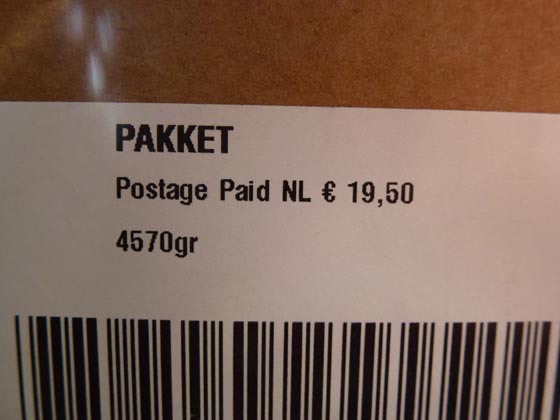 PAKKET
Postage Paid NL € 19,50
4570gr